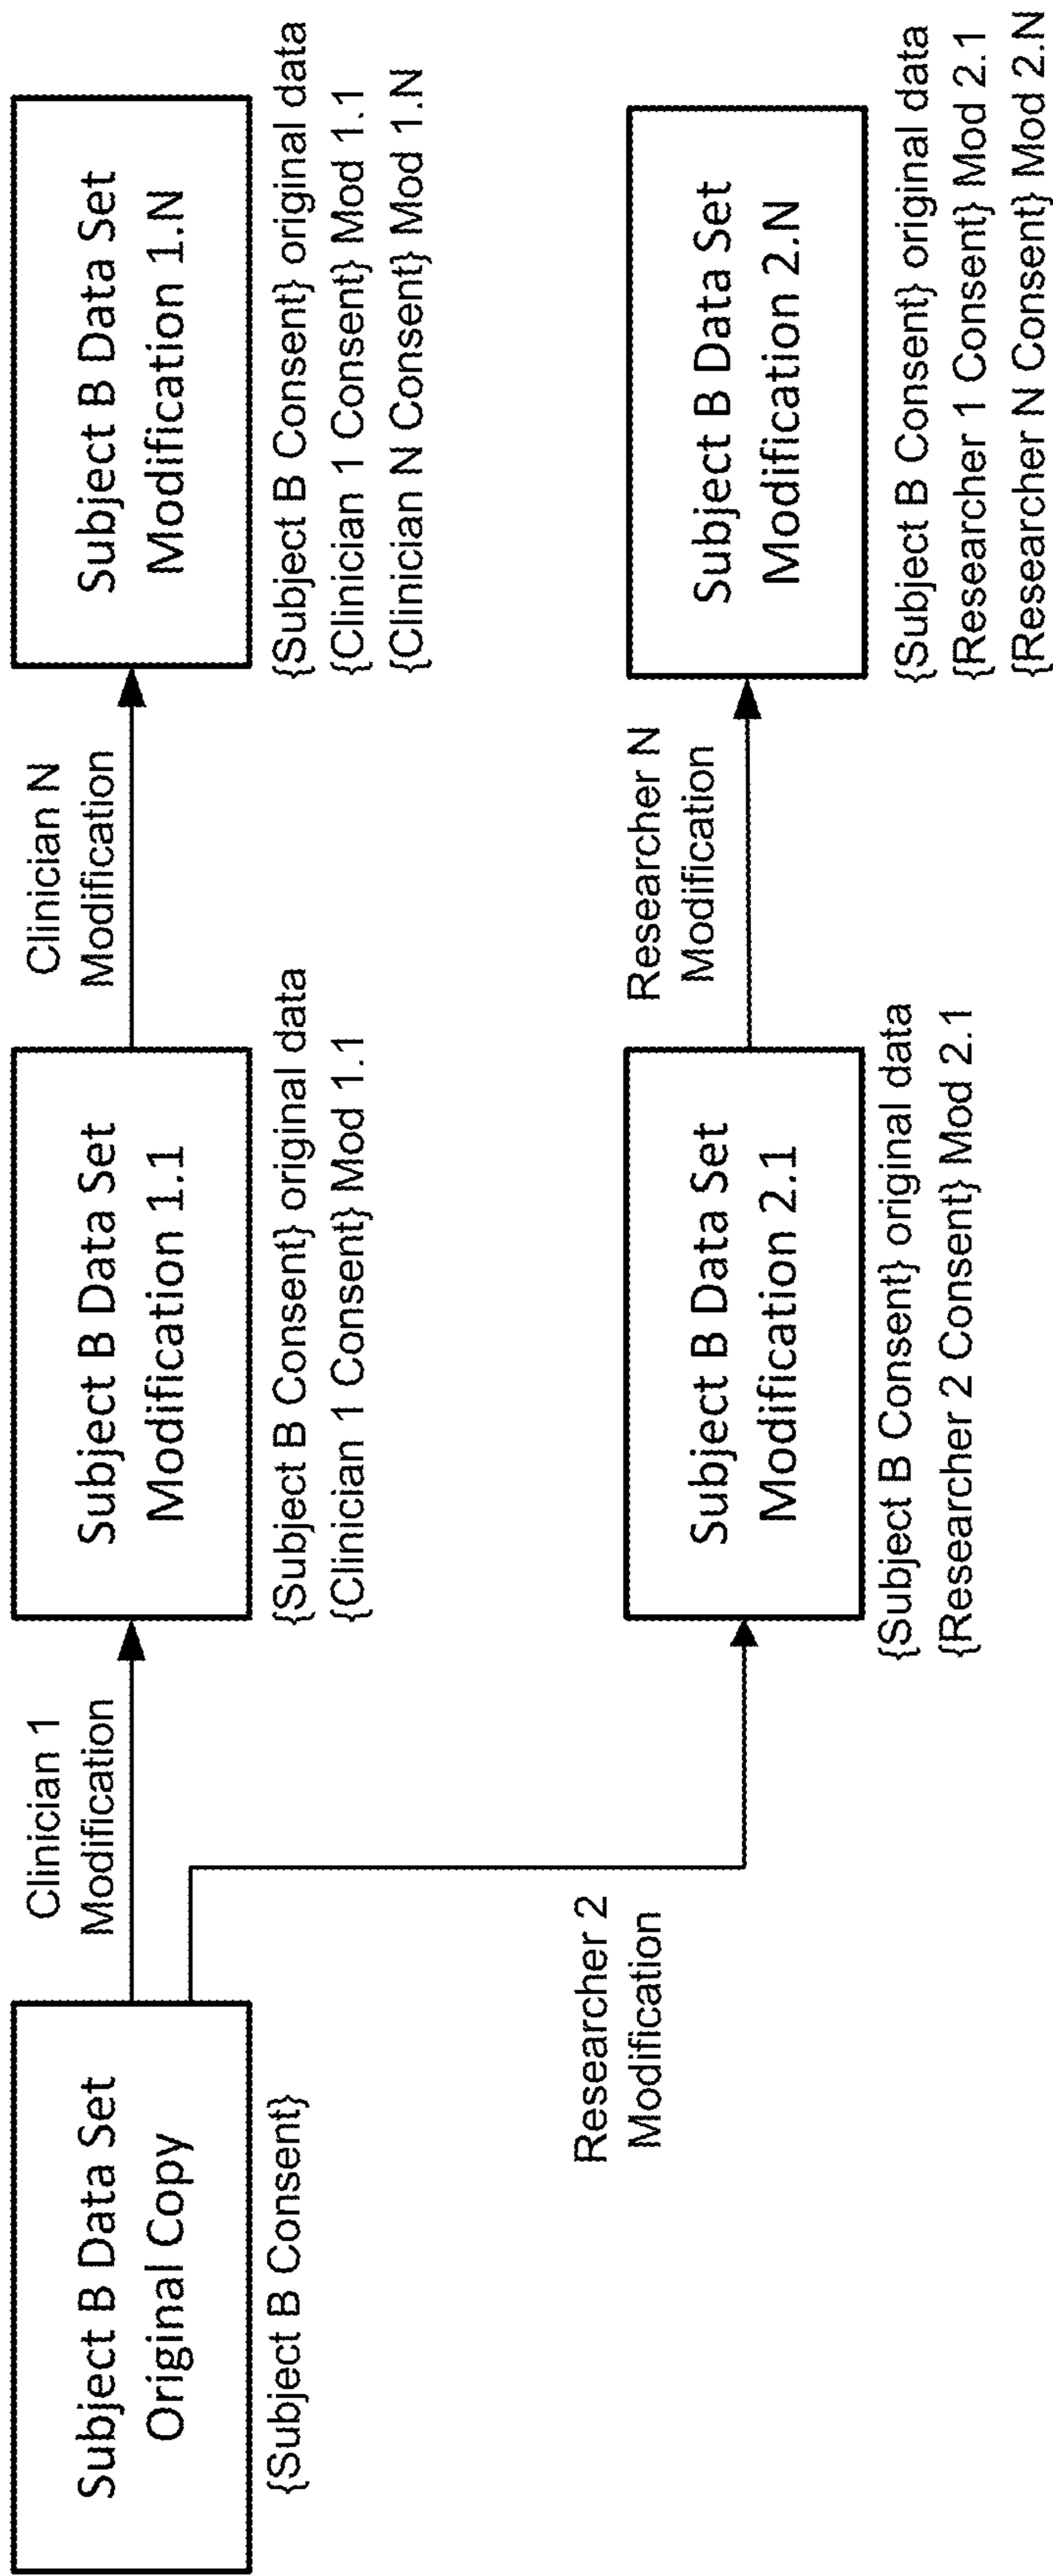 Subject B Data Set
Original Copy
{Subject B Consent}
Clinician 1
Modification
Subject B Data Set
Modification 1.1
{Subject B Consent} original data
{Clinician 1 Consent} Mod 1.1
Clinician N
Modification
Subject B Data Set
Modification 1.N
{Subject B Consent} original data
{Clinician 1 Consent} Mod 1.1
{Clinician N Consent} Mod 1.N
Researcher 2
Modification
Subject B Data Set
Modification 2.1
{Subject B Consent} original data
{Researcher 2 Consent} Mod 2.1
Researcher N
Modification
Subject B Data Set
Modification 2.N
{Subject B Consent} original data
{Researcher 1 Consent} Mod 2.1
{Researcher N Consent} Mod 2.N